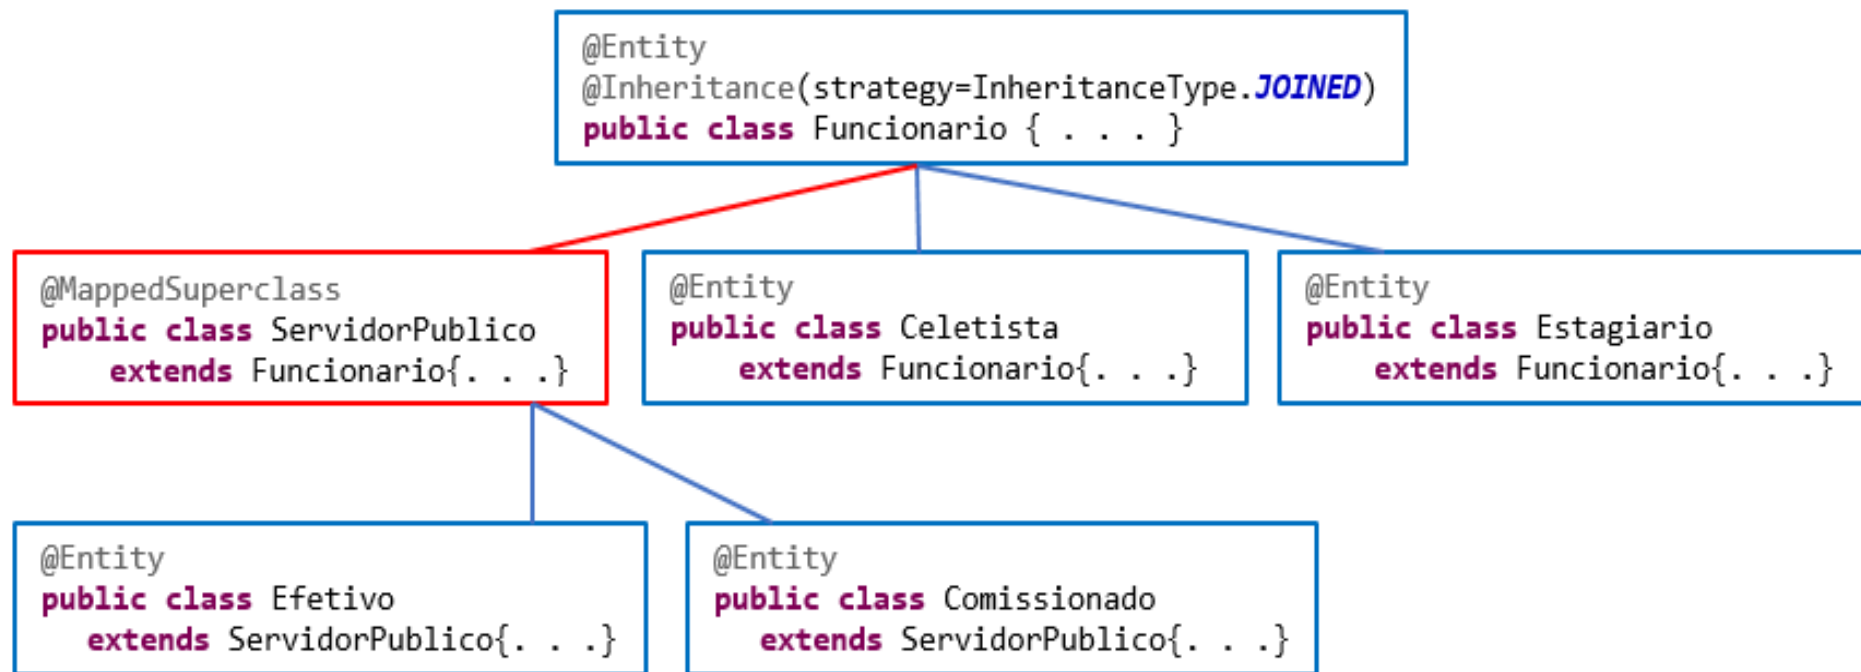 @Entity
@Inheritance(strategy=InheritanceType.JOINED)
public class Funcionario { . . . }
@MappedSuperclass
public class ServidorPublico
extends Funcionario{. . .}
@Entity
public class Celetista
extends Funcionario{. . .}
@Entity
public class Estagiario
extends Funcionario{. . .}
@Entity
public class Efetivo
extends ServidorPublico{. . .}
@Entity
public class Comissionado
extends ServidorPublico{. . .}